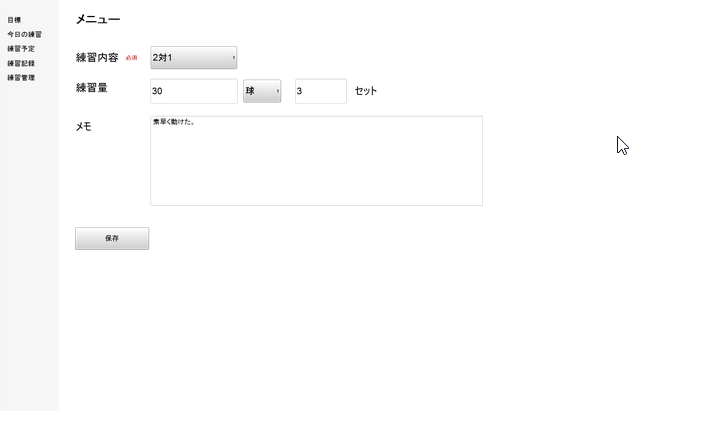 目標
今日の練習
練習予定
練習記録
練習管理
メニュー
練習内容 必須 2対1
練習量 30 球 3 セット
メモ 素早く動けた。
保存